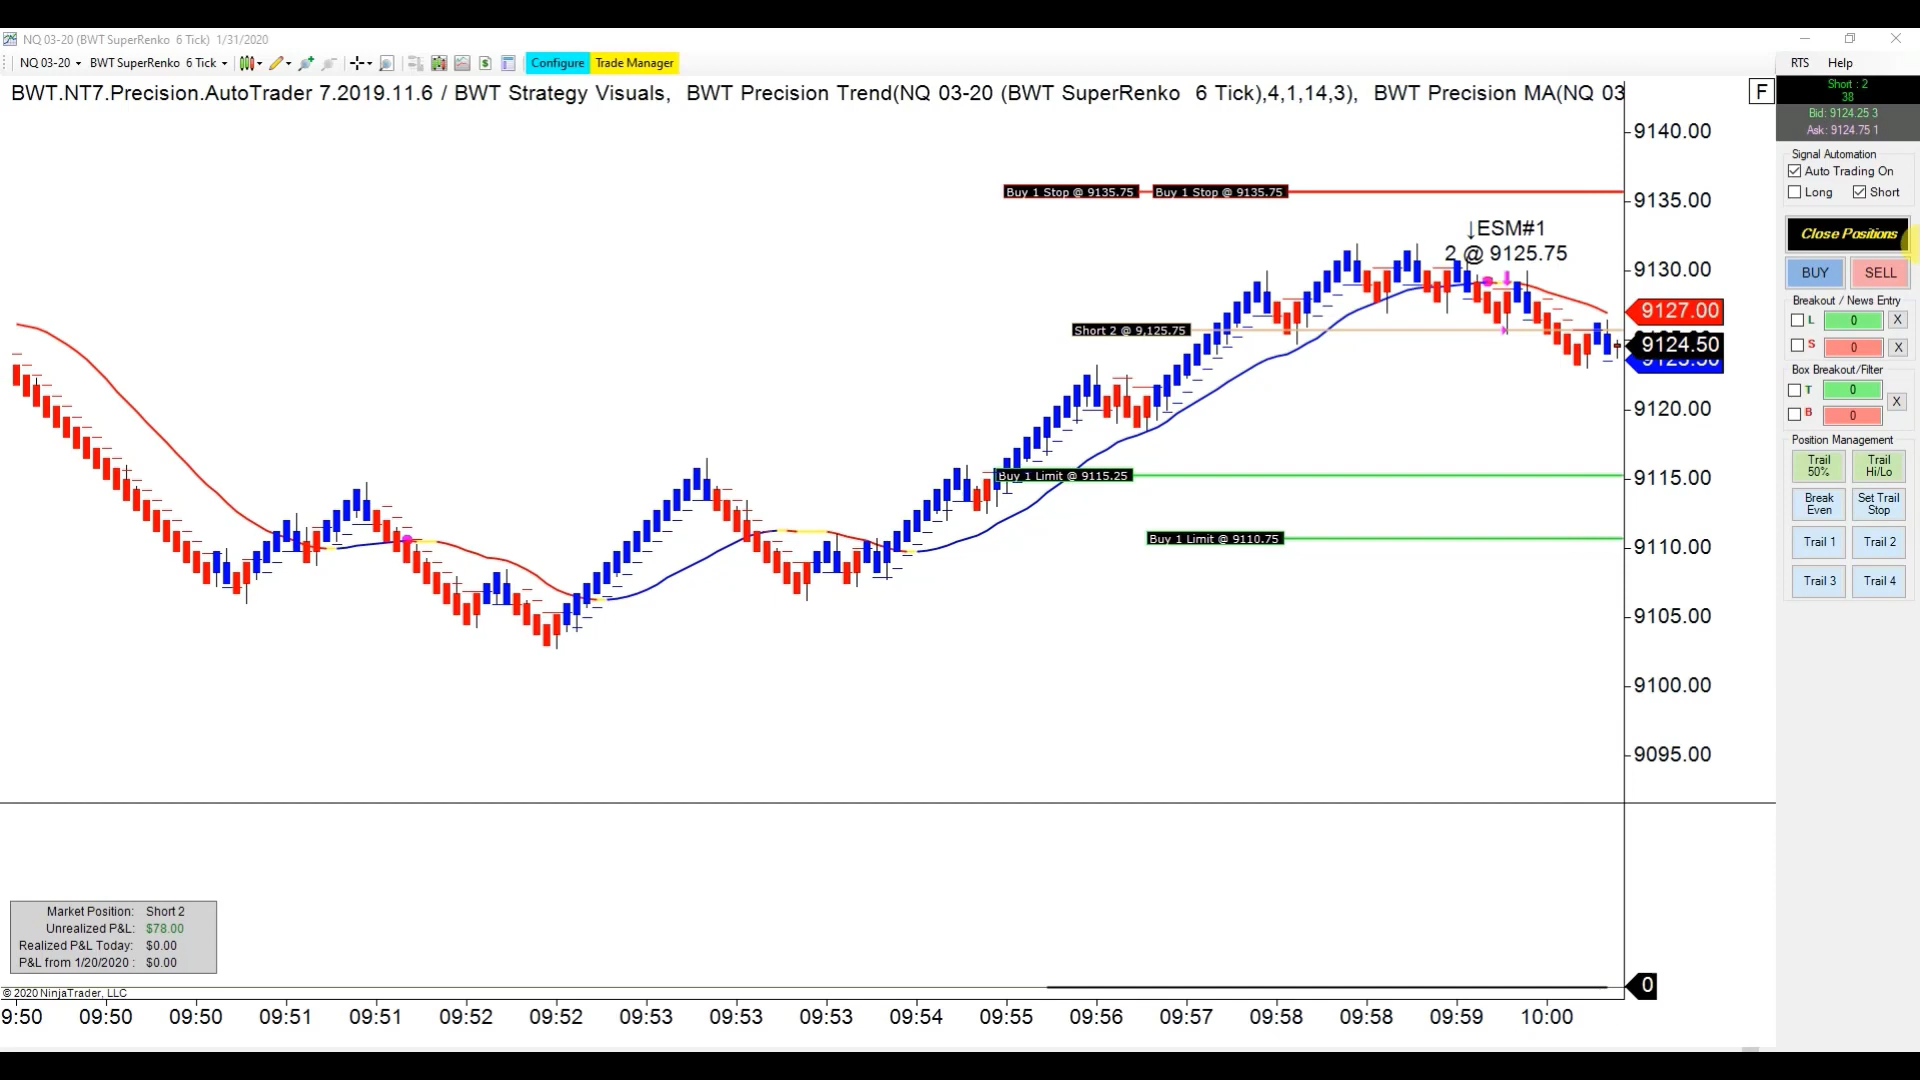 NQ 03-20 (BWT SuperRenko  6 Tick)  1/31/2020
NQ 03-20 BWT SuperRenko  6 Tick Configure Trade Manager RTS Help
BWT.NT7.Precision.AutoTrader 7.2019.11.6 / BWT Strategy Visuals,  BWT Precision Trend(NQ 03-20 (BWT SuperRenko  6 Tick),4,1,14,3),  BWT Precision MA(NQ 03
F
Short : 2
38
Bid: 9124.25 3
Ask: 9124.75 1
Signal Automation
Auto Trading On
Long Short
Close Positions
BUY SELL
Breakout / News Entry
L 0 X
S 0 X
Box Breakout/Filter
T 0
X
B 0
Position Management
Trail 50% Trail Hi/Lo
Break Even Set Trail Stop
Trail 1 Trail 2
Trail 3 Trail 4
9140.00
9135.00
9130.00
9127.00
9124.50
9120.00
9115.00
9110.00
9105.00
9100.00
9095.00
0
Buy 1 Stop @ 9135.75 Buy 1 Stop @ 9135.75
↓ESM#1
2 @ 9125.75
Short 2 @ 9,125.75
Buy 1 Limit @ 9115.25
Buy 1 Limit @ 9110.75
Market Position: Short 2
Unrealized P&L: $78.00
Realized P&L Today: $0.00
P&L from 1/20/2020 : $0.00
© 2020 NinjaTrader, LLC
9:50 09:50 09:50 09:51 09:51 09:52 09:52 09:53 09:53 09:53 09:54 09:55 09:56 09:57 09:58 09:58 09:59 10:00